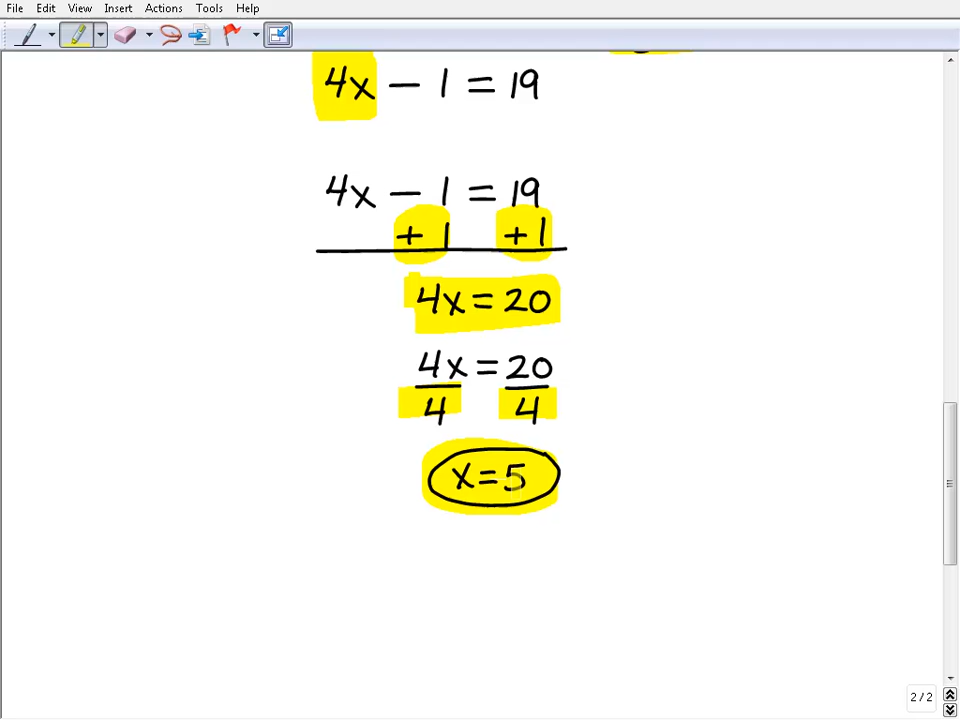 File Edit View Insert Actions Tools Help
4x − 1 = 19
4x − 1 = 19
+ 1 + 1
4x = 20
4x = 20
4 4
x = 5
2 / 2